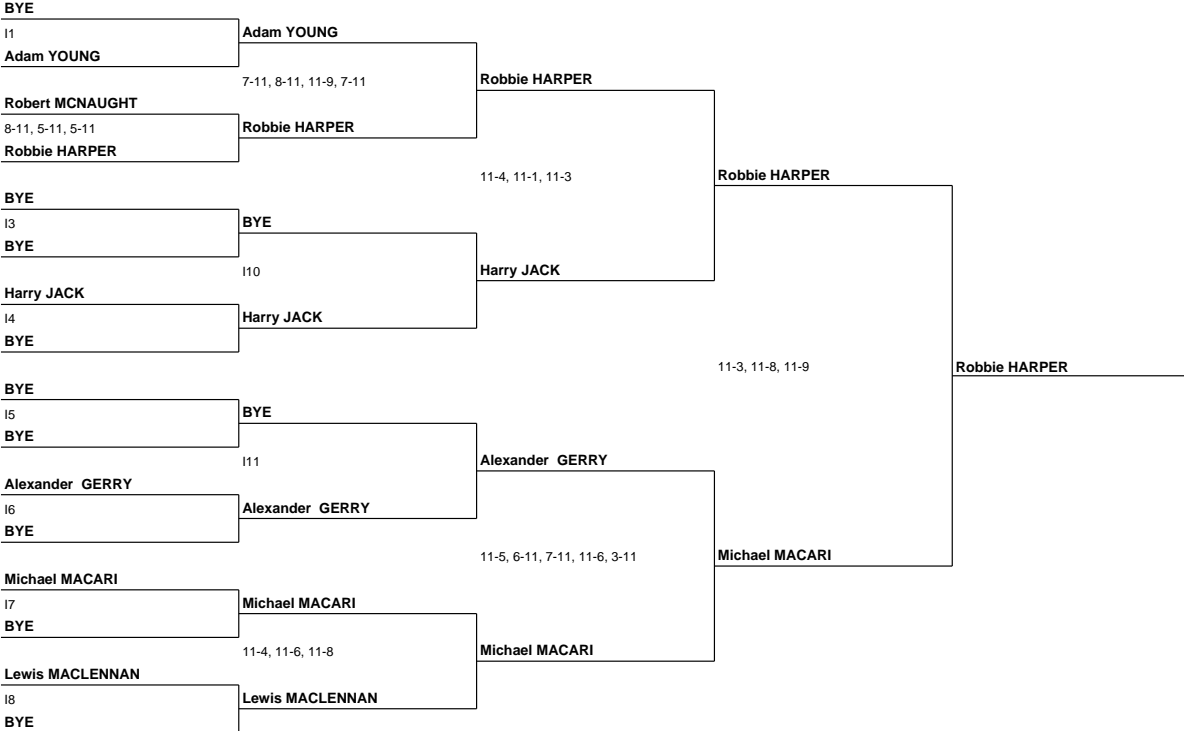 BYE
I1
Adam YOUNG
Adam YOUNG
7-11, 8-11, 11-9, 7-11
Robbie HARPER
Robert MCNAUGHT
8-11, 5-11, 5-11
Robbie HARPER
Robbie HARPER
11-4, 11-1, 11-3
Robbie HARPER
BYE
I3
BYE
BYE
I10
Harry JACK
Harry JACK
I4
Harry JACK
BYE
11-3, 11-8, 11-9
Robbie HARPER
BYE
I5
BYE
BYE
I11
Alexander  GERRY
Alexander  GERRY
I6
Alexander  GERRY
BYE
11-5, 6-11, 7-11, 11-6, 3-11
Michael MACARI
Michael MACARI
I7
Michael MACARI
BYE
11-4, 11-6, 11-8
Michael MACARI
Lewis MACLENNAN
I8
Lewis MACLENNAN
BYE